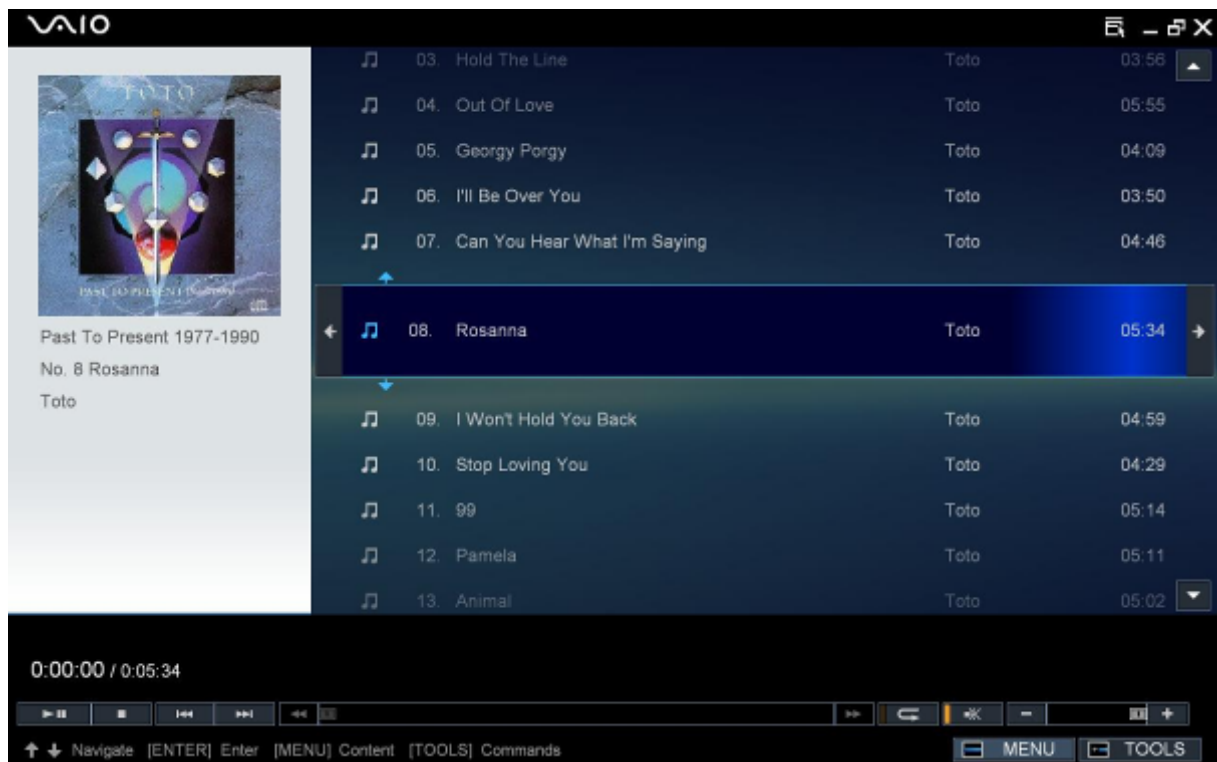 VAIO
TOTO
PAST TO PRESENT
Past To Present 1977-1990
No. 8 Rosanna
Toto
03. Hold The Line Toto 03:56
04. Out Of Love Toto 05:55
05. Georgy Porgy Toto 04:09
06. I'll Be Over You Toto 03:50
07. Can You Hear What I'm Saying Toto 04:46
08. Rosanna Toto 05:34
09. I Won't Hold You Back Toto 04:59
10. Stop Loving You Toto 04:29
11. 99 Toto 05:14
12. Pamela Toto 05:11
13. Animal Toto 05:02
0:00:00 / 0:05:34
Navigate [ENTER] Enter [MENU] Content [TOOLS] Commands MENU TOOLS